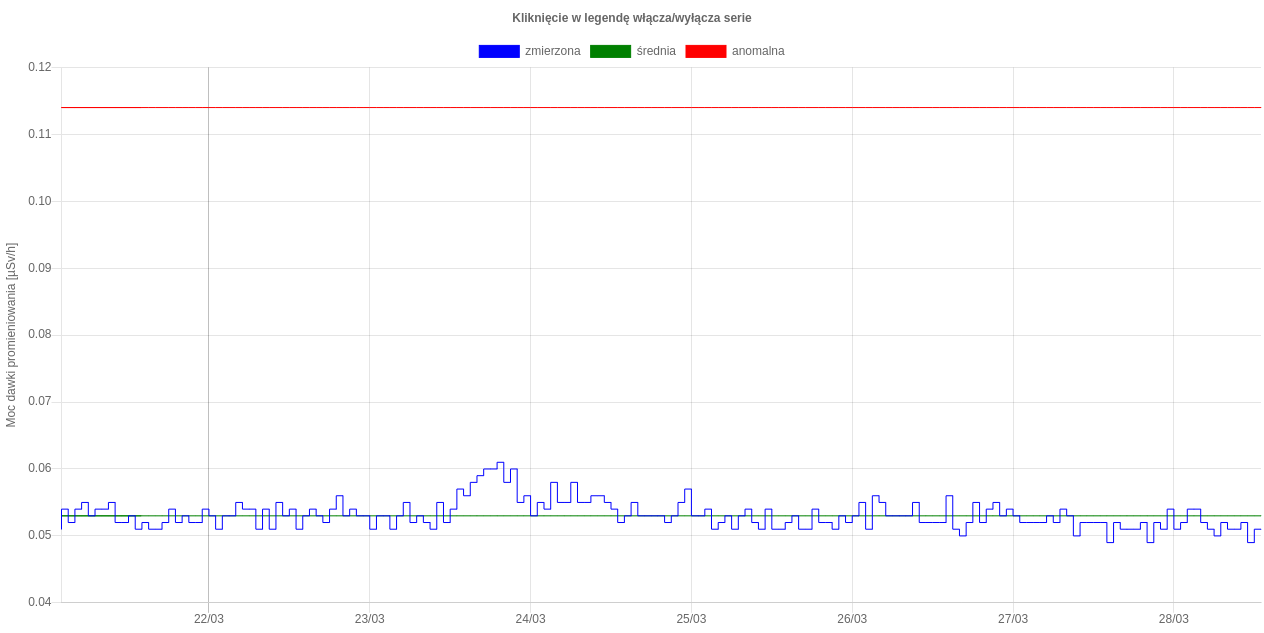 Kliknięcie w legendę włącza/wyłącza serie
zmierzona średnia anomalna
Moc dawki promieniowania [µSv/h]
0.12
0.11
0.10
0.09
0.08
0.07
0.06
0.05
0.04
22/03 23/03 24/03 25/03 26/03 27/03 28/03